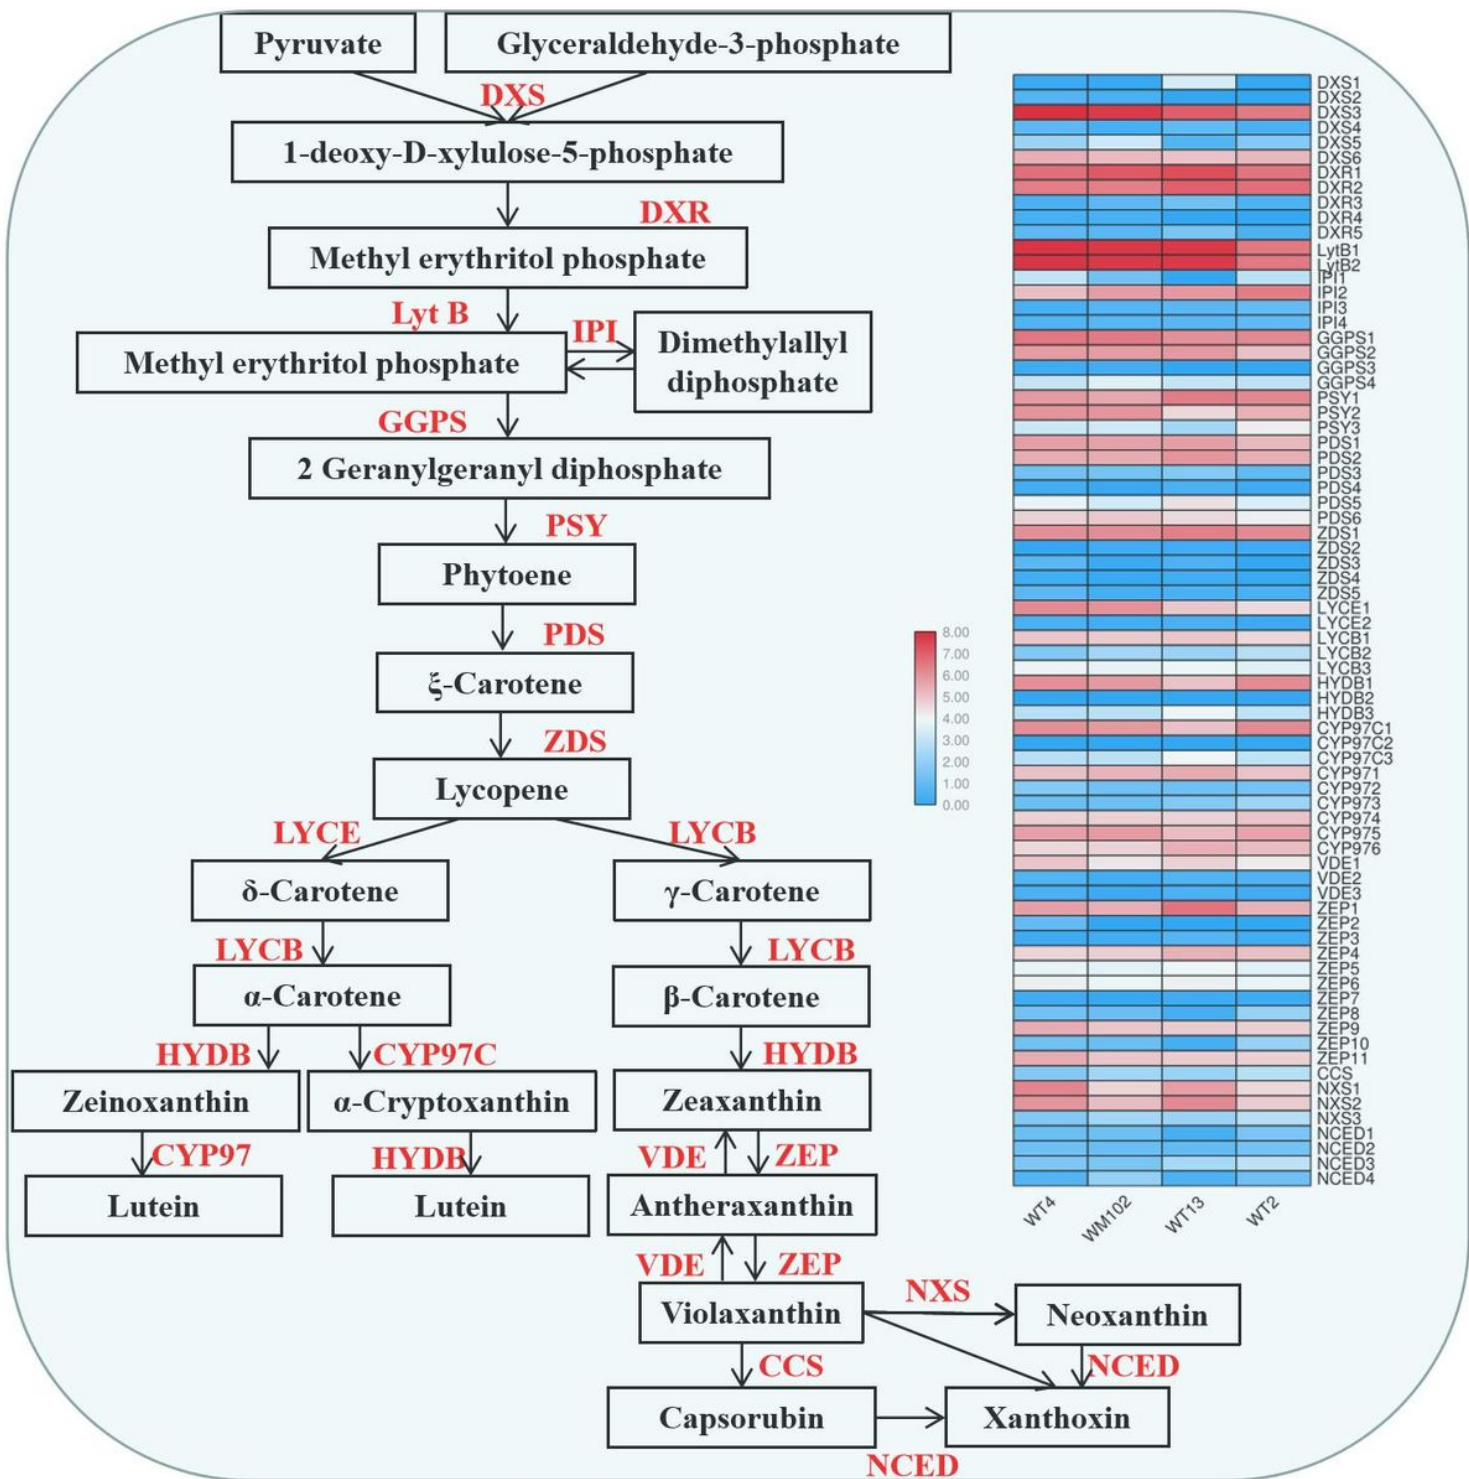 Pyruvate
Glyceraldehyde-3-phosphate
DXS
1-deoxy-D-xylulose-5-phosphate
DXR
Methyl erythritol phosphate
Lyt B
Methyl erythritol phosphate
IPI
Dimethylallyl
diphosphate
GGPS
2 Geranylgeranyl diphosphate
PSY
Phytoene
PDS
ξ-Carotene
ZDS
Lycopene
LYCE
LYCB
δ-Carotene
γ-Carotene
LYCB
LYCB
α-Carotene
β-Carotene
HYDB
CYP97C
HYDB
Zeinoxanthin
α-Cryptoxanthin
Zeaxanthin
CYP97
HYDB
VDE
ZEP
Lutein
Lutein
Antheraxanthin
VDE
ZEP
Violaxanthin
NXS
Neoxanthin
CCS
NCED
Capsorubin
Xanthoxin
NCED
8.00
7.00
6.00
5.00
4.00
3.00
2.00
1.00
0.00
DXS1
DXS2
DXS3
DXS4
DXS5
DXS6
DXR1
DXR2
DXR3
DXR4
DXR5
LytB1
LytB2
IPI1
IPI2
IPI3
IPI4
GGPS1
GGPS2
GGPS3
GGPS4
PSY1
PSY2
PSY3
PDS1
PDS2
PDS3
PDS4
PDS5
PDS6
ZDS1
ZDS2
ZDS3
ZDS4
ZDS5
LYCE1
LYCE2
LYCB1
LYCB2
LYCB3
HYDB1
HYDB2
HYDB3
CYP97C1
CYP97C2
CYP97C3
CYP971
CYP972
CYP973
CYP974
CYP975
CYP976
VDE1
VDE2
VDE3
ZEP1
ZEP2
ZEP3
ZEP4
ZEP5
ZEP6
ZEP7
ZEP8
ZEP9
ZEP10
ZEP11
CCS
NXS1
NXS2
NXS3
NCED1
NCED2
NCED3
NCED4
WT4
WM102
WT13
WT2